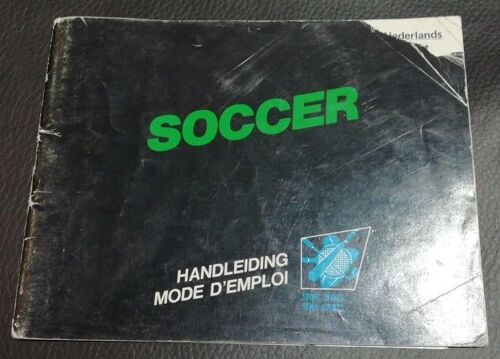 Nederlands
SOCCER
HANDLEIDING
MODE D'EMPLOI